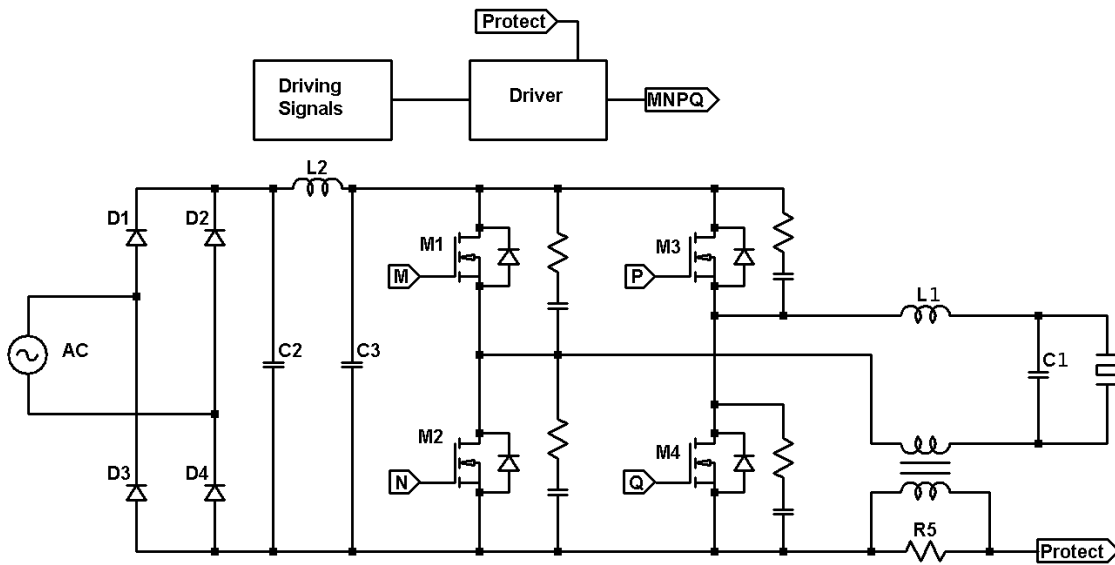 Protect
Driving
Signals
Driver
MNPQ
L2
D1
D2
M1
M3
M
P
L1
AC
C2
C3
C1
D3
D4
M2
M4
N
Q
R5
Protect